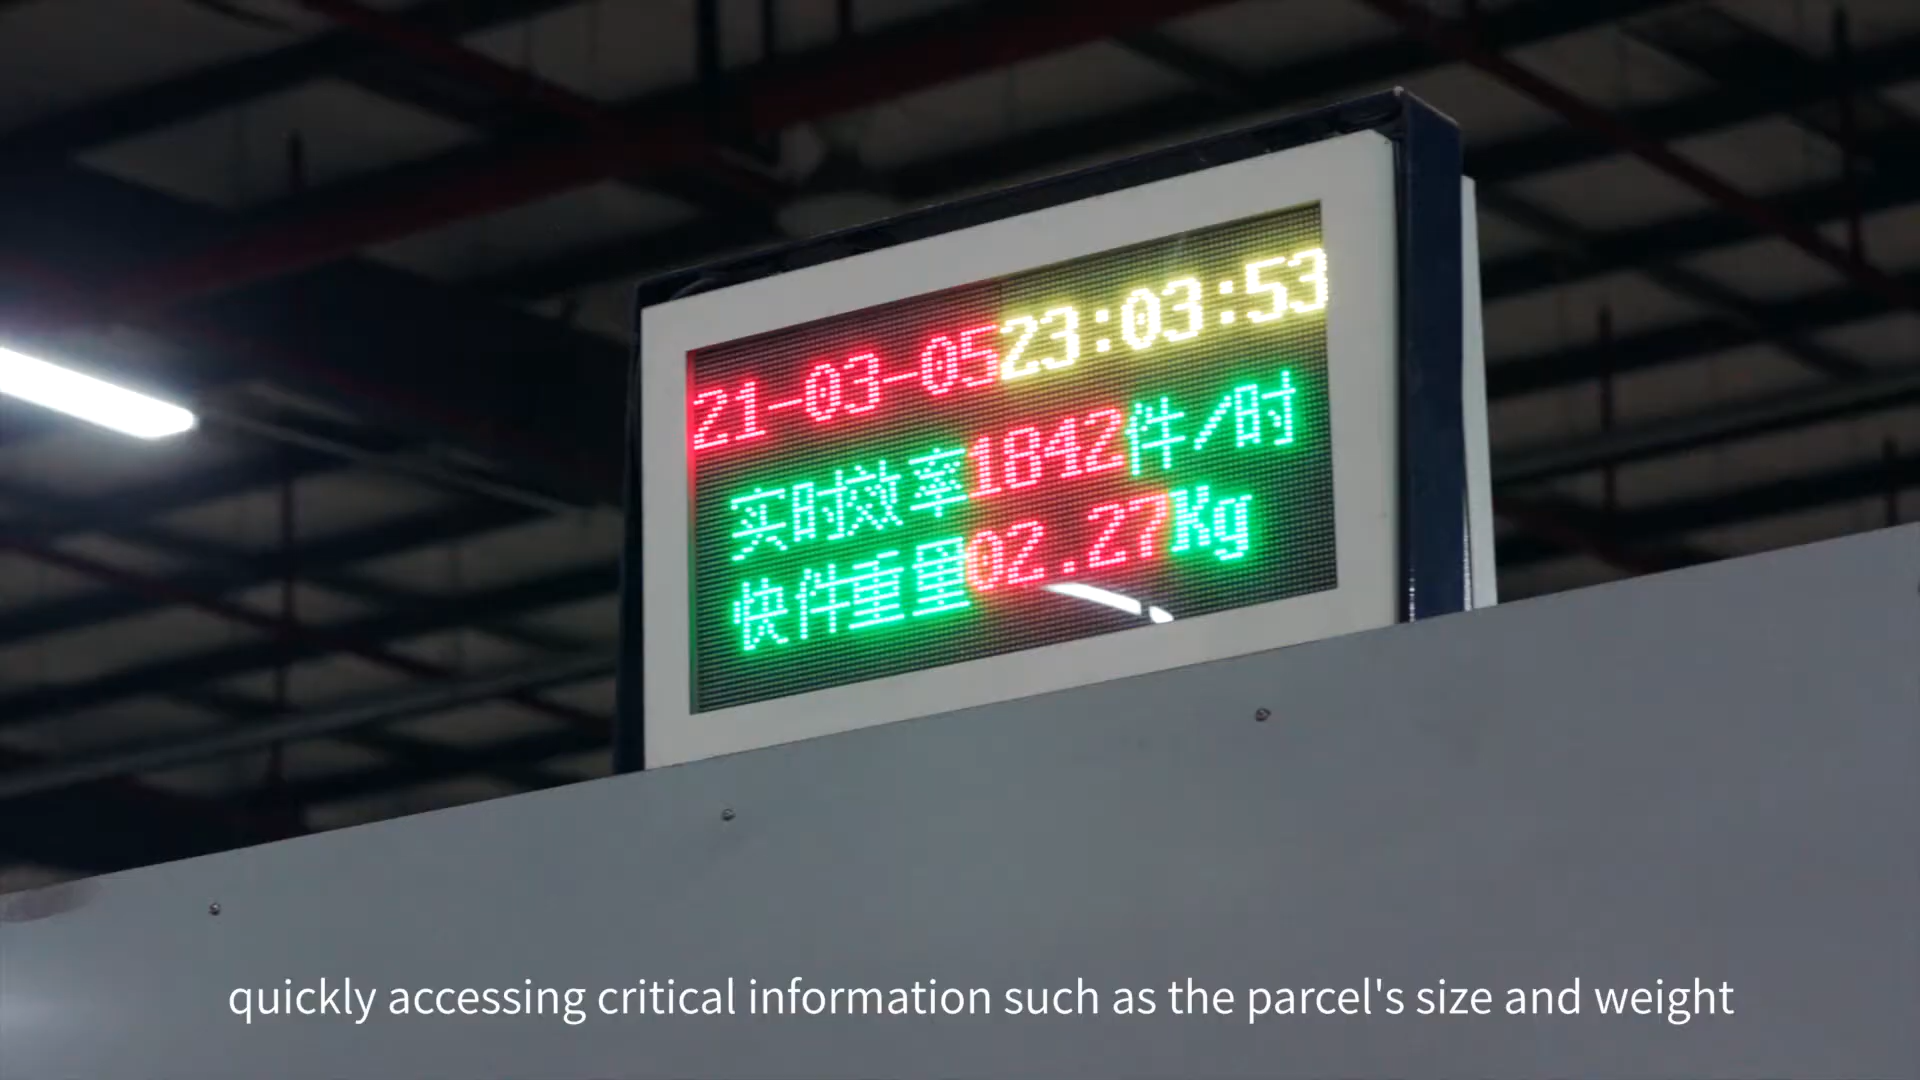 21-03-05 23:03:53
实时效率1842件/时
快件重量02.27Kg
quickly accessing critical information such as the parcel's size and weight